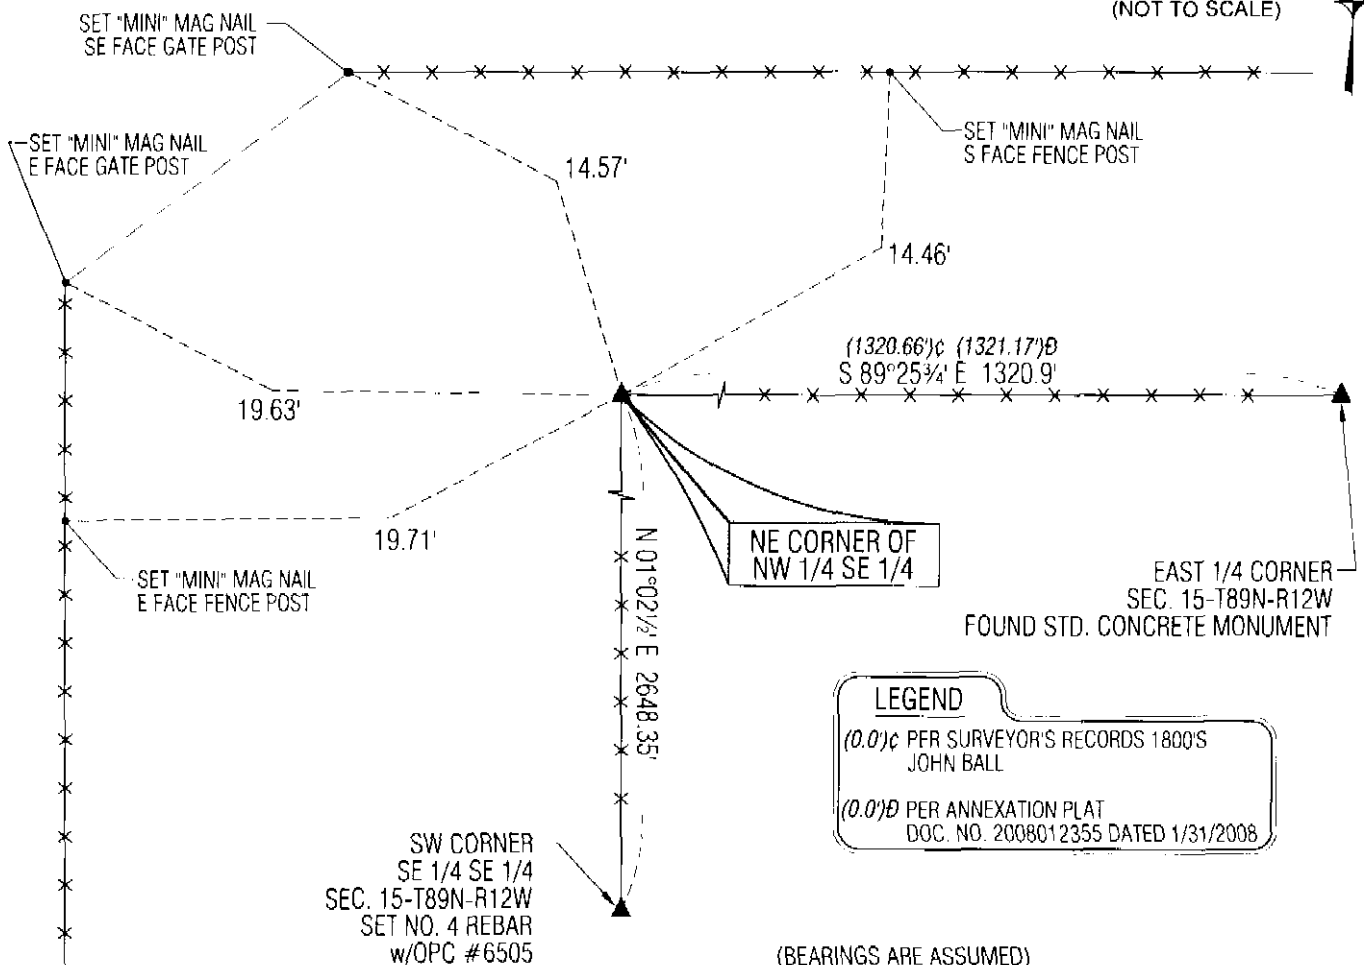 (NOT TO SCALE)
SET "MINI" MAG NAIL
SE FACE GATE POST
SET "MINI" MAG NAIL
E FACE GATE POST
SET "MINI" MAG NAIL
S FACE FENCE POST
14.57'
14.46'
(1320.66')¢ (1321.17')Ð
S 89°25¾' E 1320.9'
19.63'
19.71'
NE CORNER OF
NW 1/4 SE 1/4
N 01°02½' E 2648.35'
SET "MINI" MAG NAIL
E FACE FENCE POST
EAST 1/4 CORNER
SEC. 15-T89N-R12W
FOUND STD. CONCRETE MONUMENT
LEGEND
(0.0')¢ PER SURVEYOR'S RECORDS 1800'S
JOHN BALL
(0.0')Ð PER ANNEXATION PLAT
DOC. NO. 2008012355 DATED 1/31/2008
SW CORNER
SE 1/4 SE 1/4
SEC. 15-T89N-R12W
SET NO. 4 REBAR
w/OPC #6505
(BEARINGS ARE ASSUMED)